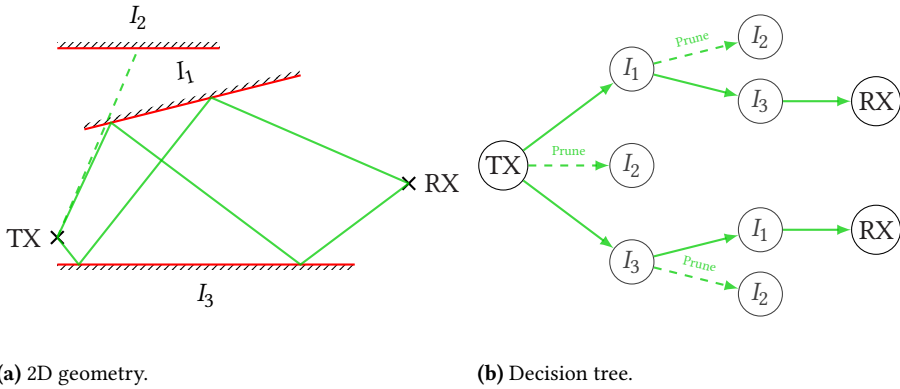 I2
I1
TX
RX
I3
(a) 2D geometry.
TX
I1
Prune
I2
I3
RX
Prune
I2
I3
I1
RX
Prune
I2
(b) Decision tree.